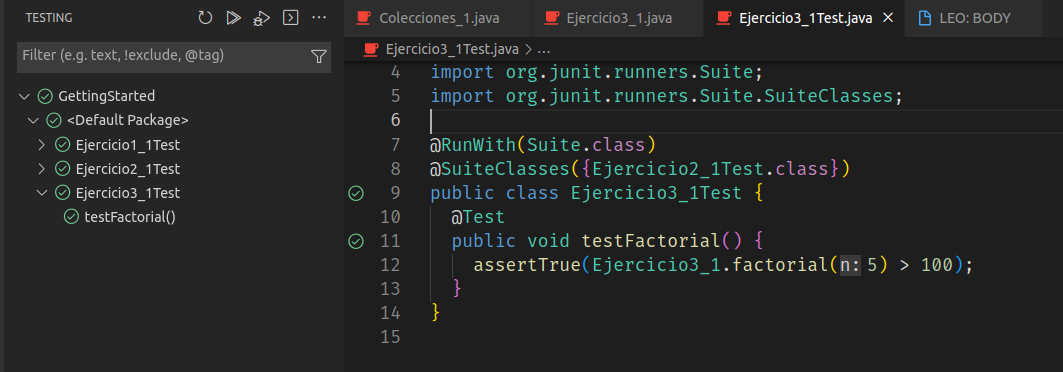 TESTING
Filter (e.g. text, !exclude, @tag)
GettingStarted
<Default Package>
Ejercicio1_1Test
Ejercicio2_1Test
Ejercicio3_1Test
testFactorial()
Colecciones_1.java
Ejercicio3_1.java
Ejercicio3_1Test.java
LEO: BODY
Ejercicio3_1Test.java > ...
4 import org.junit.runners.Suite;
5 import org.junit.runners.Suite.SuiteClasses;
6
7 @RunWith(Suite.class)
8 @SuiteClasses({Ejercicio2_1Test.class})
9 public class Ejercicio3_1Test {
10 @Test
11 public void testFactorial() {
12 assertTrue(Ejercicio3_1.factorial(n: 5) > 100);
13 }
14 }
15